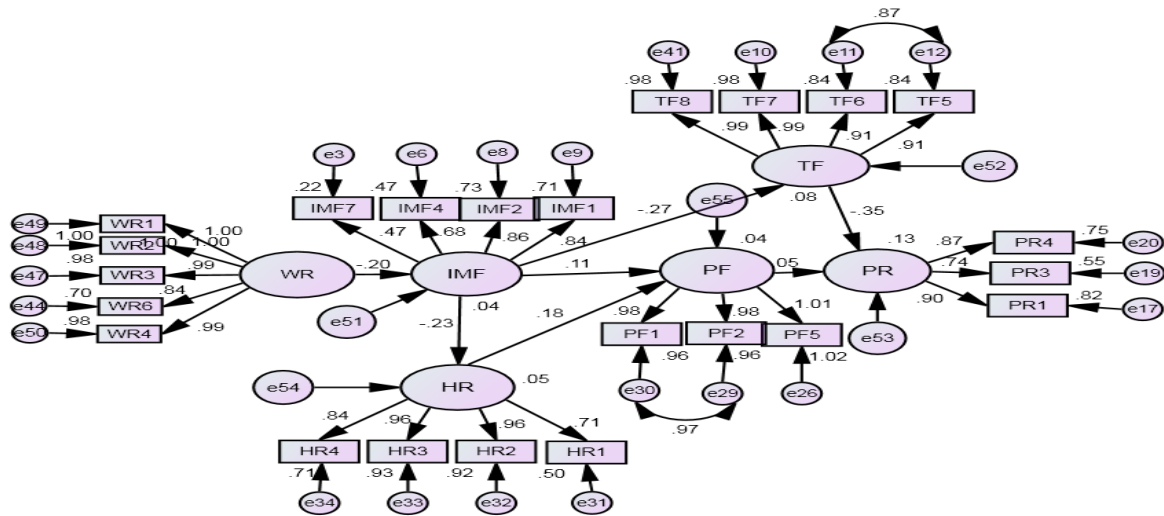 .87
e41 e10 e11 e12
.98 .98 .84 .84
TF8 TF7 TF6 TF5
.99 .99 .91 .91
TF
e52
.08
e3 e6 e8 e9
.22 .47 .73 .71
IMF7 IMF4 IMF2 IMF1
.47 .68 .86 .84
-.27
e55
-.35
e49 WR1 1.00
e48 1.00 1.00
e47 .98 WR3 .99
e44 .70 WR6 .84
e50 .98 WR4 .99
WR
-.20
IMF
.04
e51
.11
.04
PF
.05
.13
PR
.87 PR4 .75 e20
.74 PR3 .55 e19
.90 PR1 .82 e17
e53
-.23
.18
.98 .98 1.01
PF1 PF2 PF5
.96 .96 1.02
e30 e29 e26
.97
e54
HR
.05
.84 .96 .96 .71
HR4 HR3 HR2 HR1
.71 .93 .92 .50
e34 e33 e32 e31